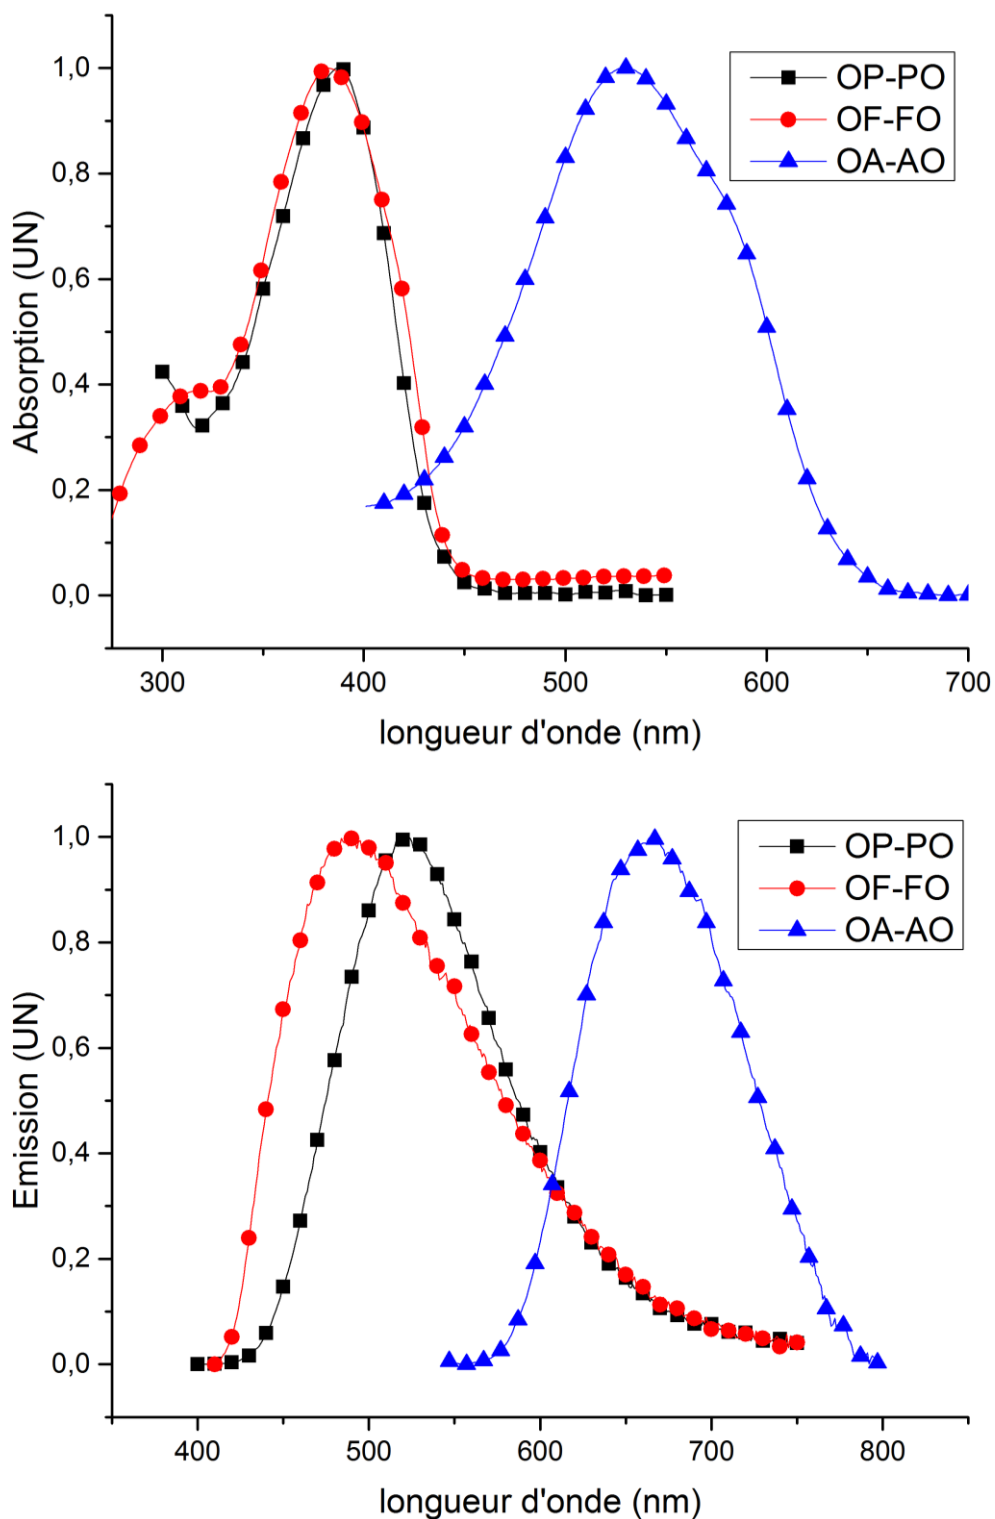 1,0
0,8
0,6
0,4
0,2
0,0
Absorption (UN)
OP-PO
OF-FO
OA-AO
300
400
500
600
700
longueur d'onde (nm)
1,0
0,8
0,6
0,4
0,2
0,0
Emission (UN)
OP-PO
OF-FO
OA-AO
400
500
600
700
800
longueur d'onde (nm)